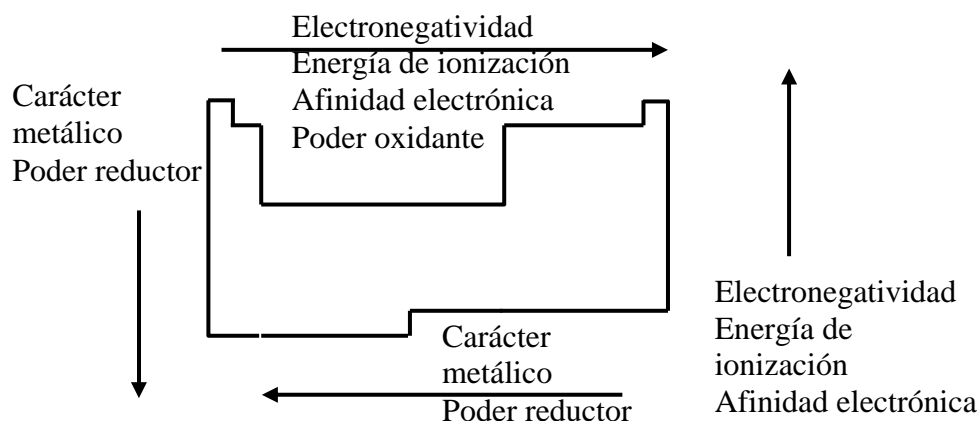 Electronegatividad
Energía de ionización
Afinidad electrónica
Poder oxidante
Carácter
metálico
Poder reductor
Electronegatividad
Energía de
ionización
Afinidad electrónica
Carácter
metálico
Poder reductor